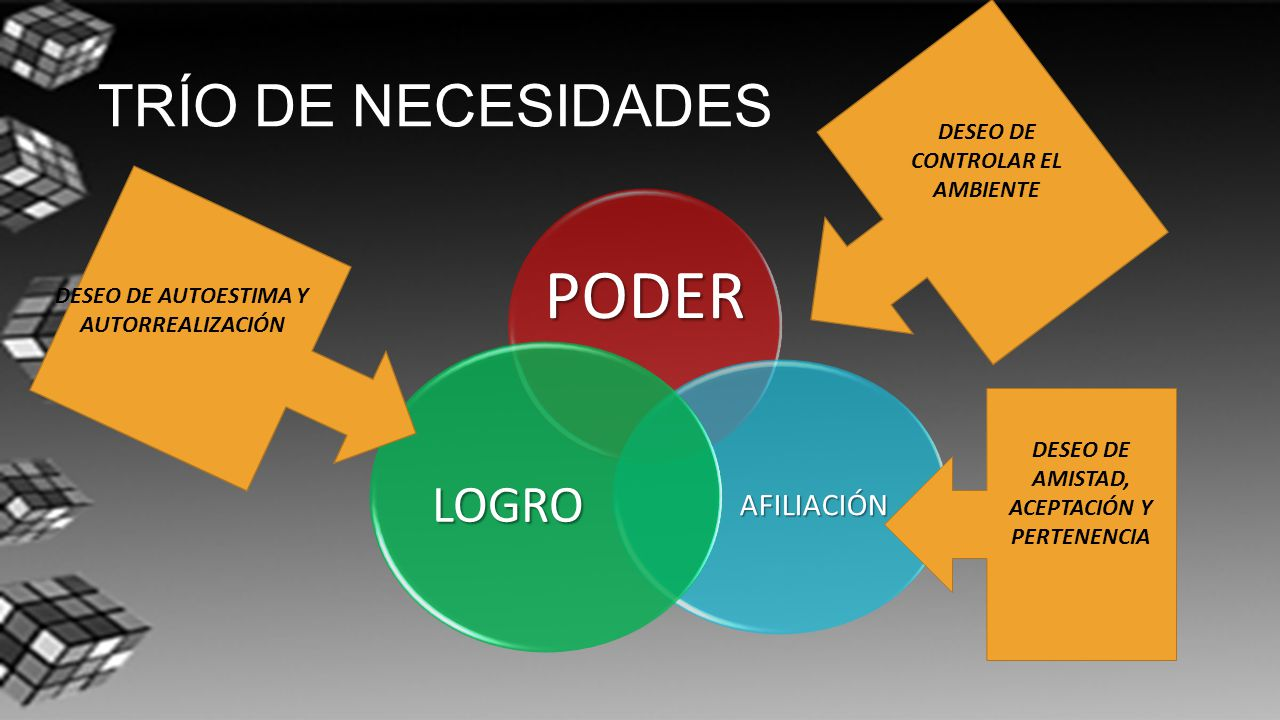 TRÍO DE NECESIDADES
DESEO DE
CONTROLAR EL
AMBIENTE
DESEO DE AUTOESTIMA Y
AUTORREALIZACIÓN
PODER
LOGRO
AFILIACIÓN
DESEO DE
AMISTAD,
ACEPTACIÓN Y
PERTENENCIA